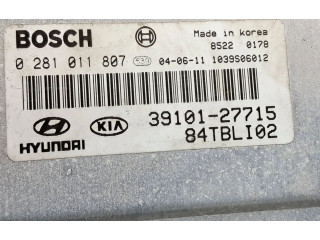 BOSCH
Made in korea
8522 0178
0 281 011 807 04-06-11 1039S06012
39101-27715
HYUNDAI KIA 84TBLI02